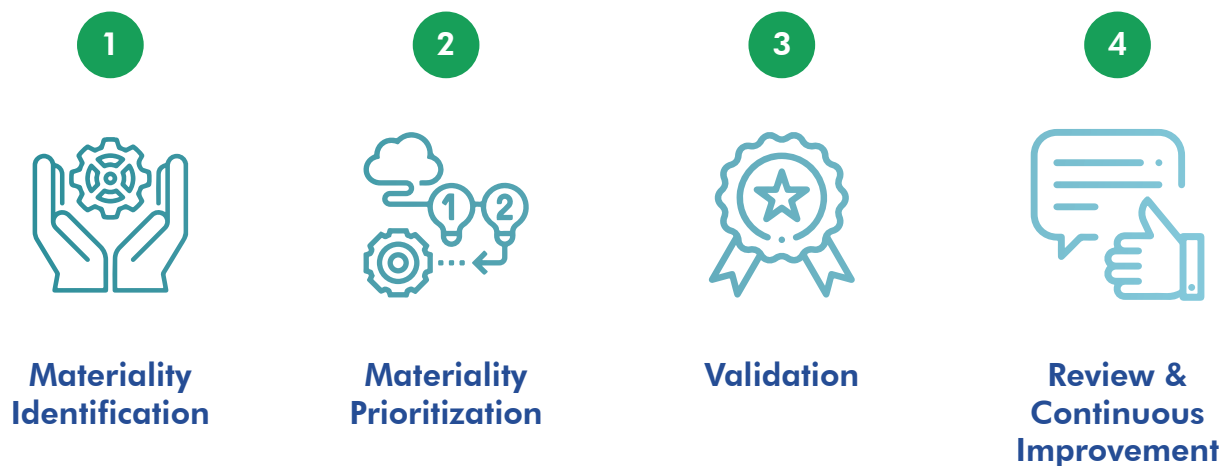 1
2
3
4
1 2
Materiality
Identification
Materiality
Prioritization
Validation
Review &
Continuous
Improvement